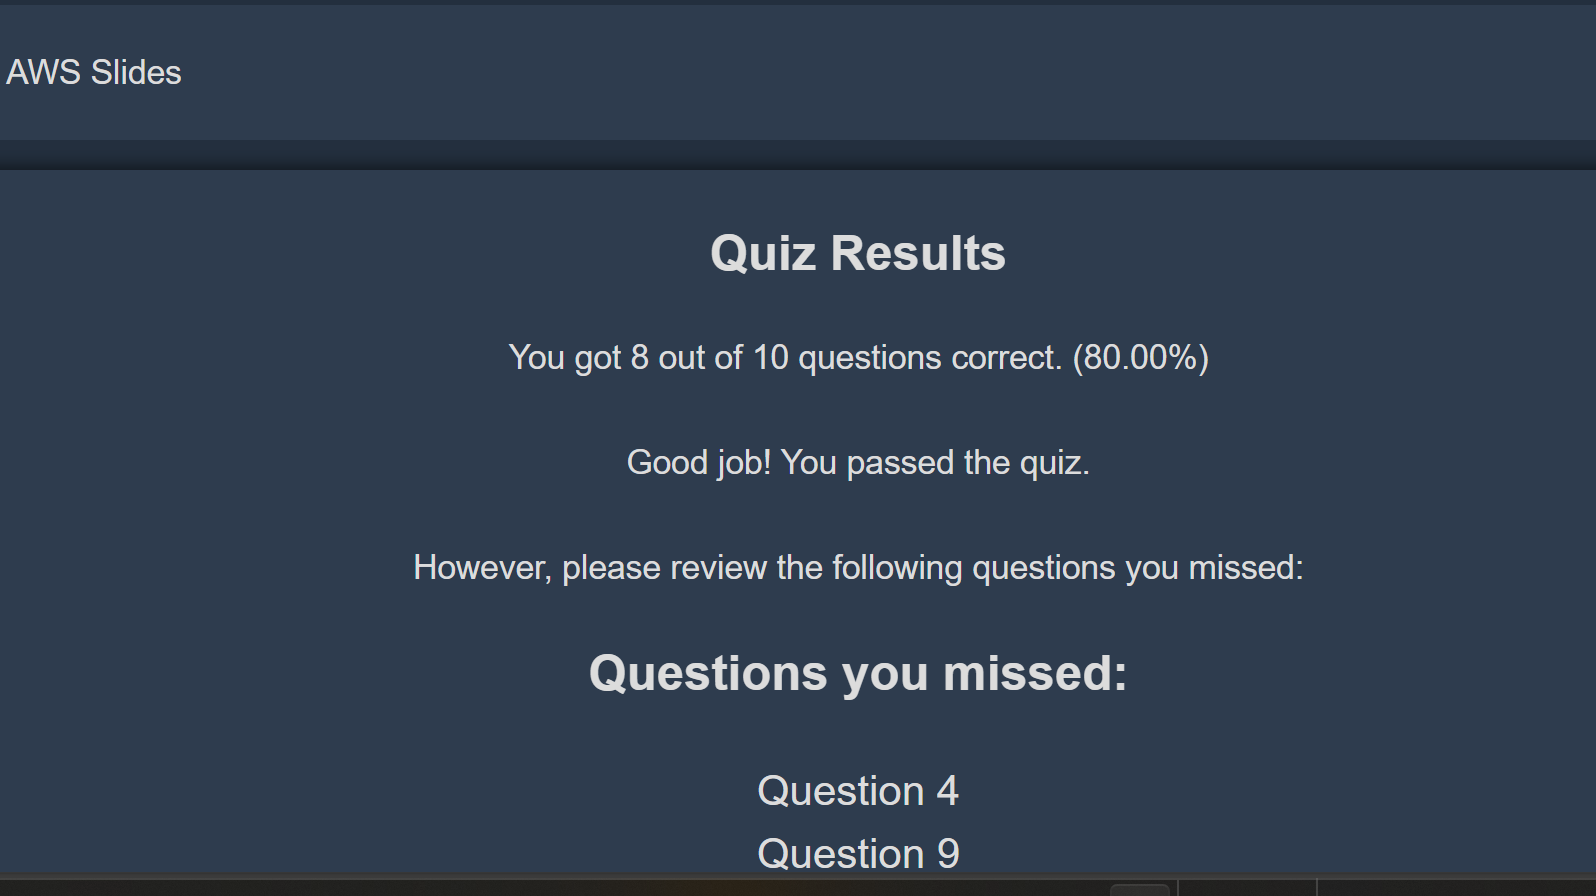 AWS Slides
Quiz Results
You got 8 out of 10 questions correct. (80.00%)
Good job! You passed the quiz.
However, please review the following questions you missed:
Questions you missed:
Question 4
Question 9